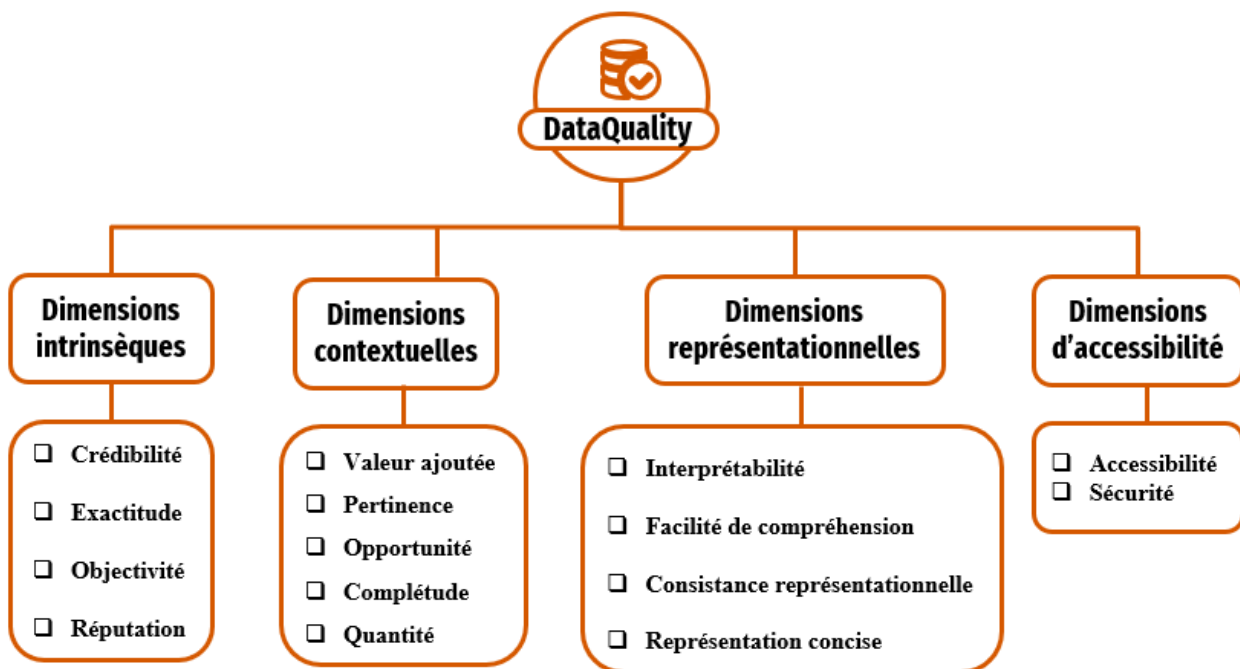 DataQuality
Dimensions
intrinsèques
Dimensions
contextuelles
Dimensions
représentationnelles
Dimensions
d’accessibilité
Crédibilité
Exactitude
Objectivité
Réputation
Valeur ajoutée
Pertinence
Opportunité
Complétude
Quantité
Interprétabilité
Facilité de compréhension
Consistance représentationnelle
Représentation concise
Accessibilité
Sécurité